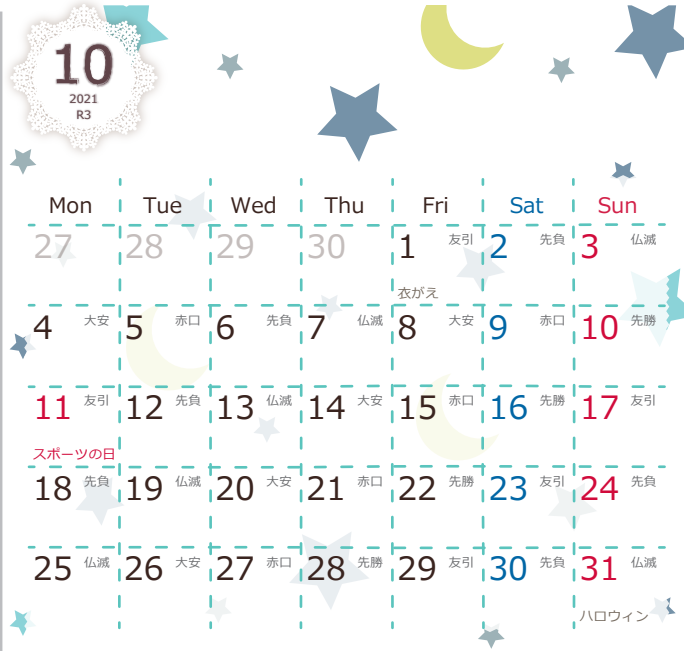 10
2021
R3
Mon Tue Wed Thu Fri Sat Sun
27 28 29 30 1 友引 2 先負 3 仏滅
衣がえ
4 大安 5 赤口 6 先負 7 仏滅 8 大安 9 赤口 10 先勝
11 友引 12 先負 13 仏滅 14 大安 15 赤口 16 先勝 17 友引
スポーツの日
18 先負 19 仏滅 20 大安 21 赤口 22 先勝 23 友引 24 先負
25 仏滅 26 大安 27 赤口 28 先勝 29 友引 30 先負 31 仏滅
ハロウィン